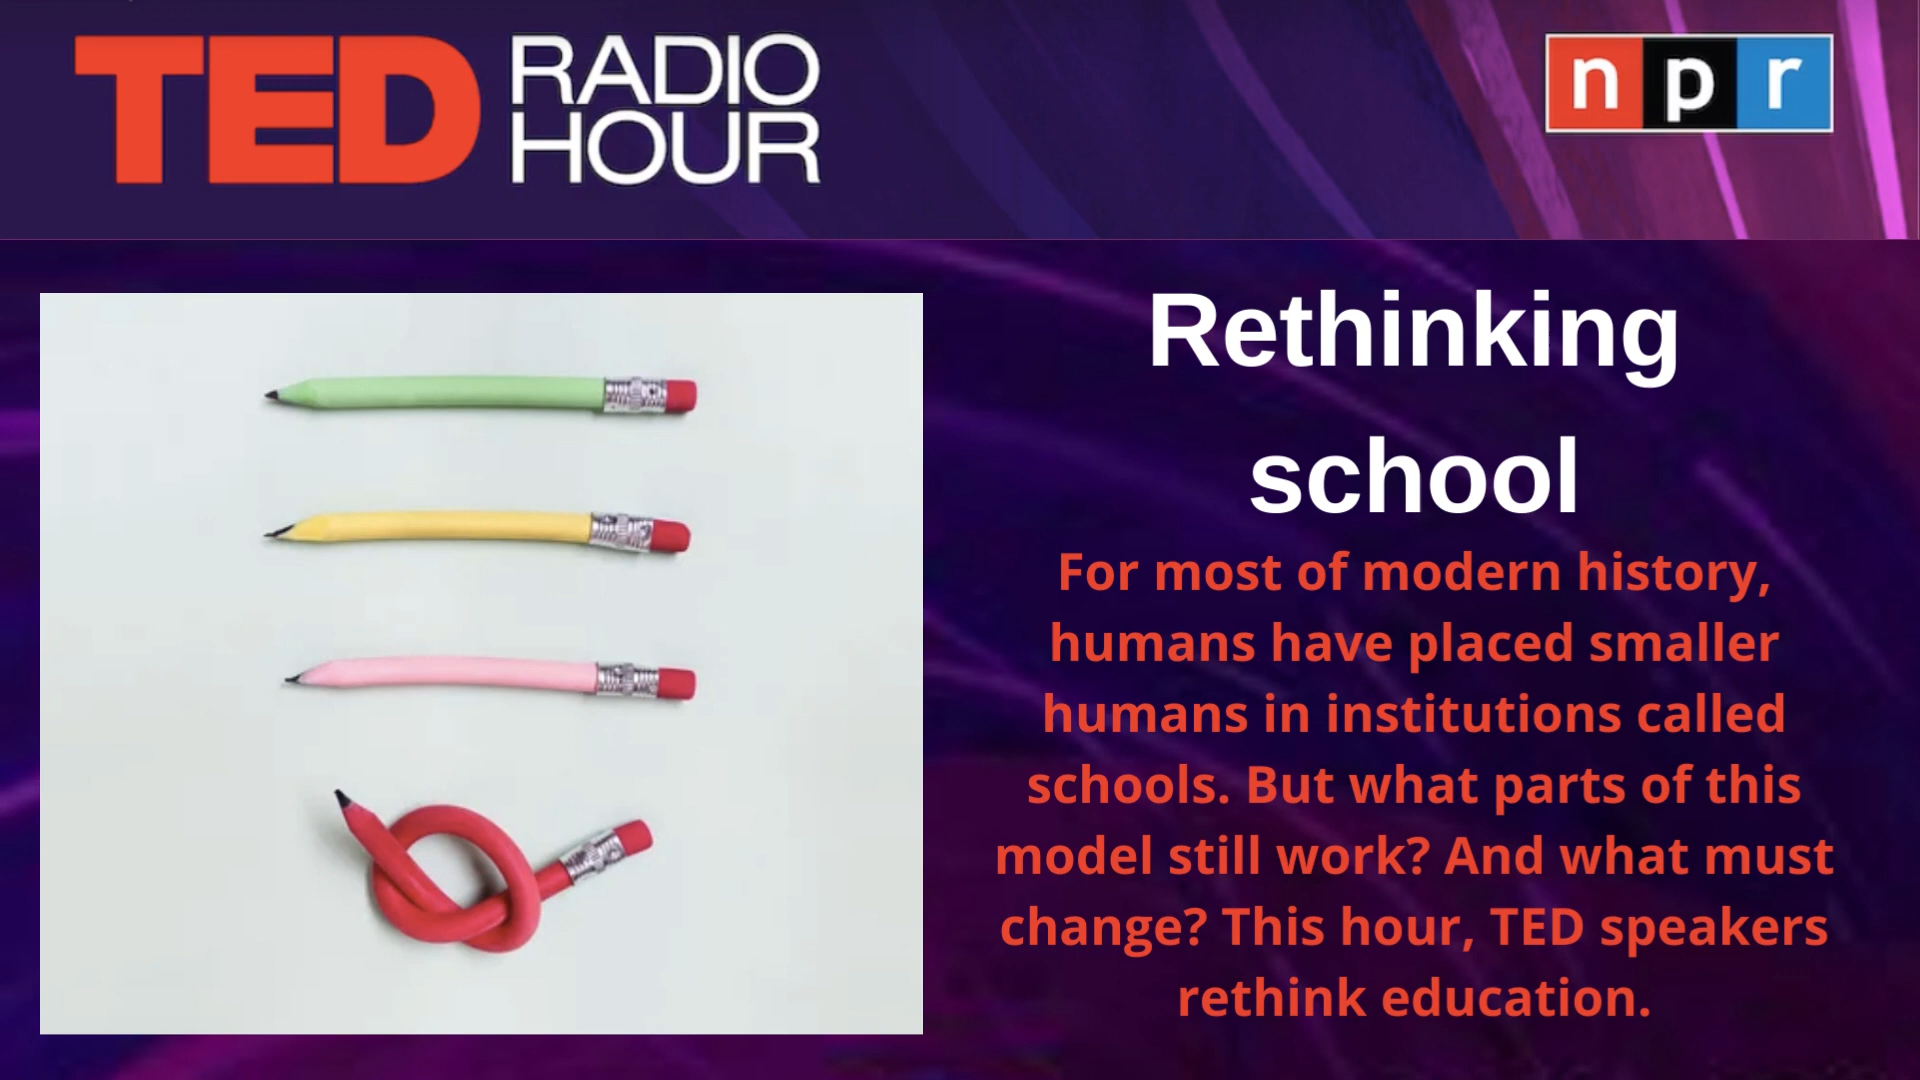 TED RADIO
HOUR
npr
Rethinking
school
For most of modern history,
humans have placed smaller
humans in institutions called
schools. But what parts of this
model still work? And what must
change? This hour, TED speakers
rethink education.